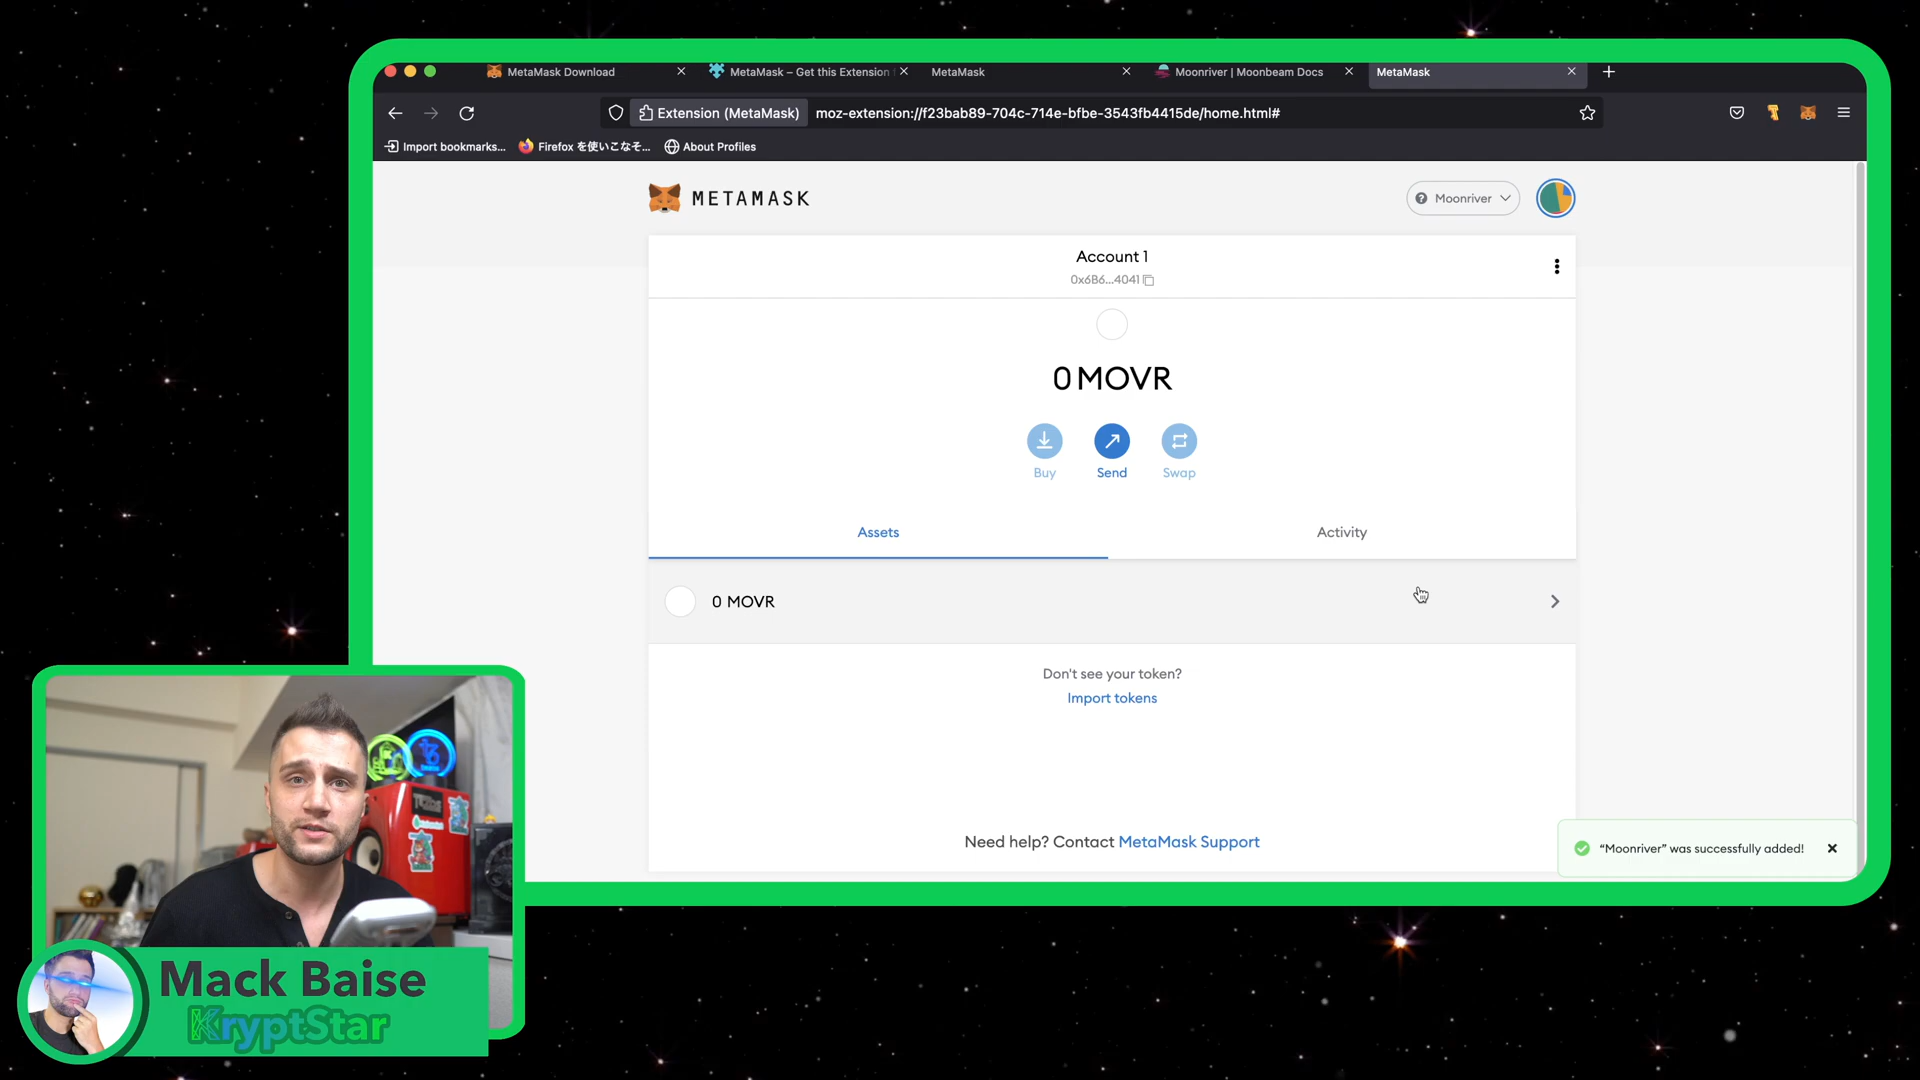 MetaMask Download
MetaMask – Get this Extension
MetaMask
Moonriver | Moonbeam Docs
MetaMask
Extension (MetaMask)
moz-extension://f23bab89-704c-714e-bfbe-3543fb4415de/home.html#
Import bookmarks...
Firefox を使いこなそ...
About Profiles
METAMASK
Moonriver
Account 1
0x6B6...4041
0 MOVR
Buy
Send
Swap
Assets
Activity
0 MOVR
Don't see your token?
Import tokens
Need help? Contact MetaMask Support
“Moonriver” was successfully added!
Mack Baise
KryptStar